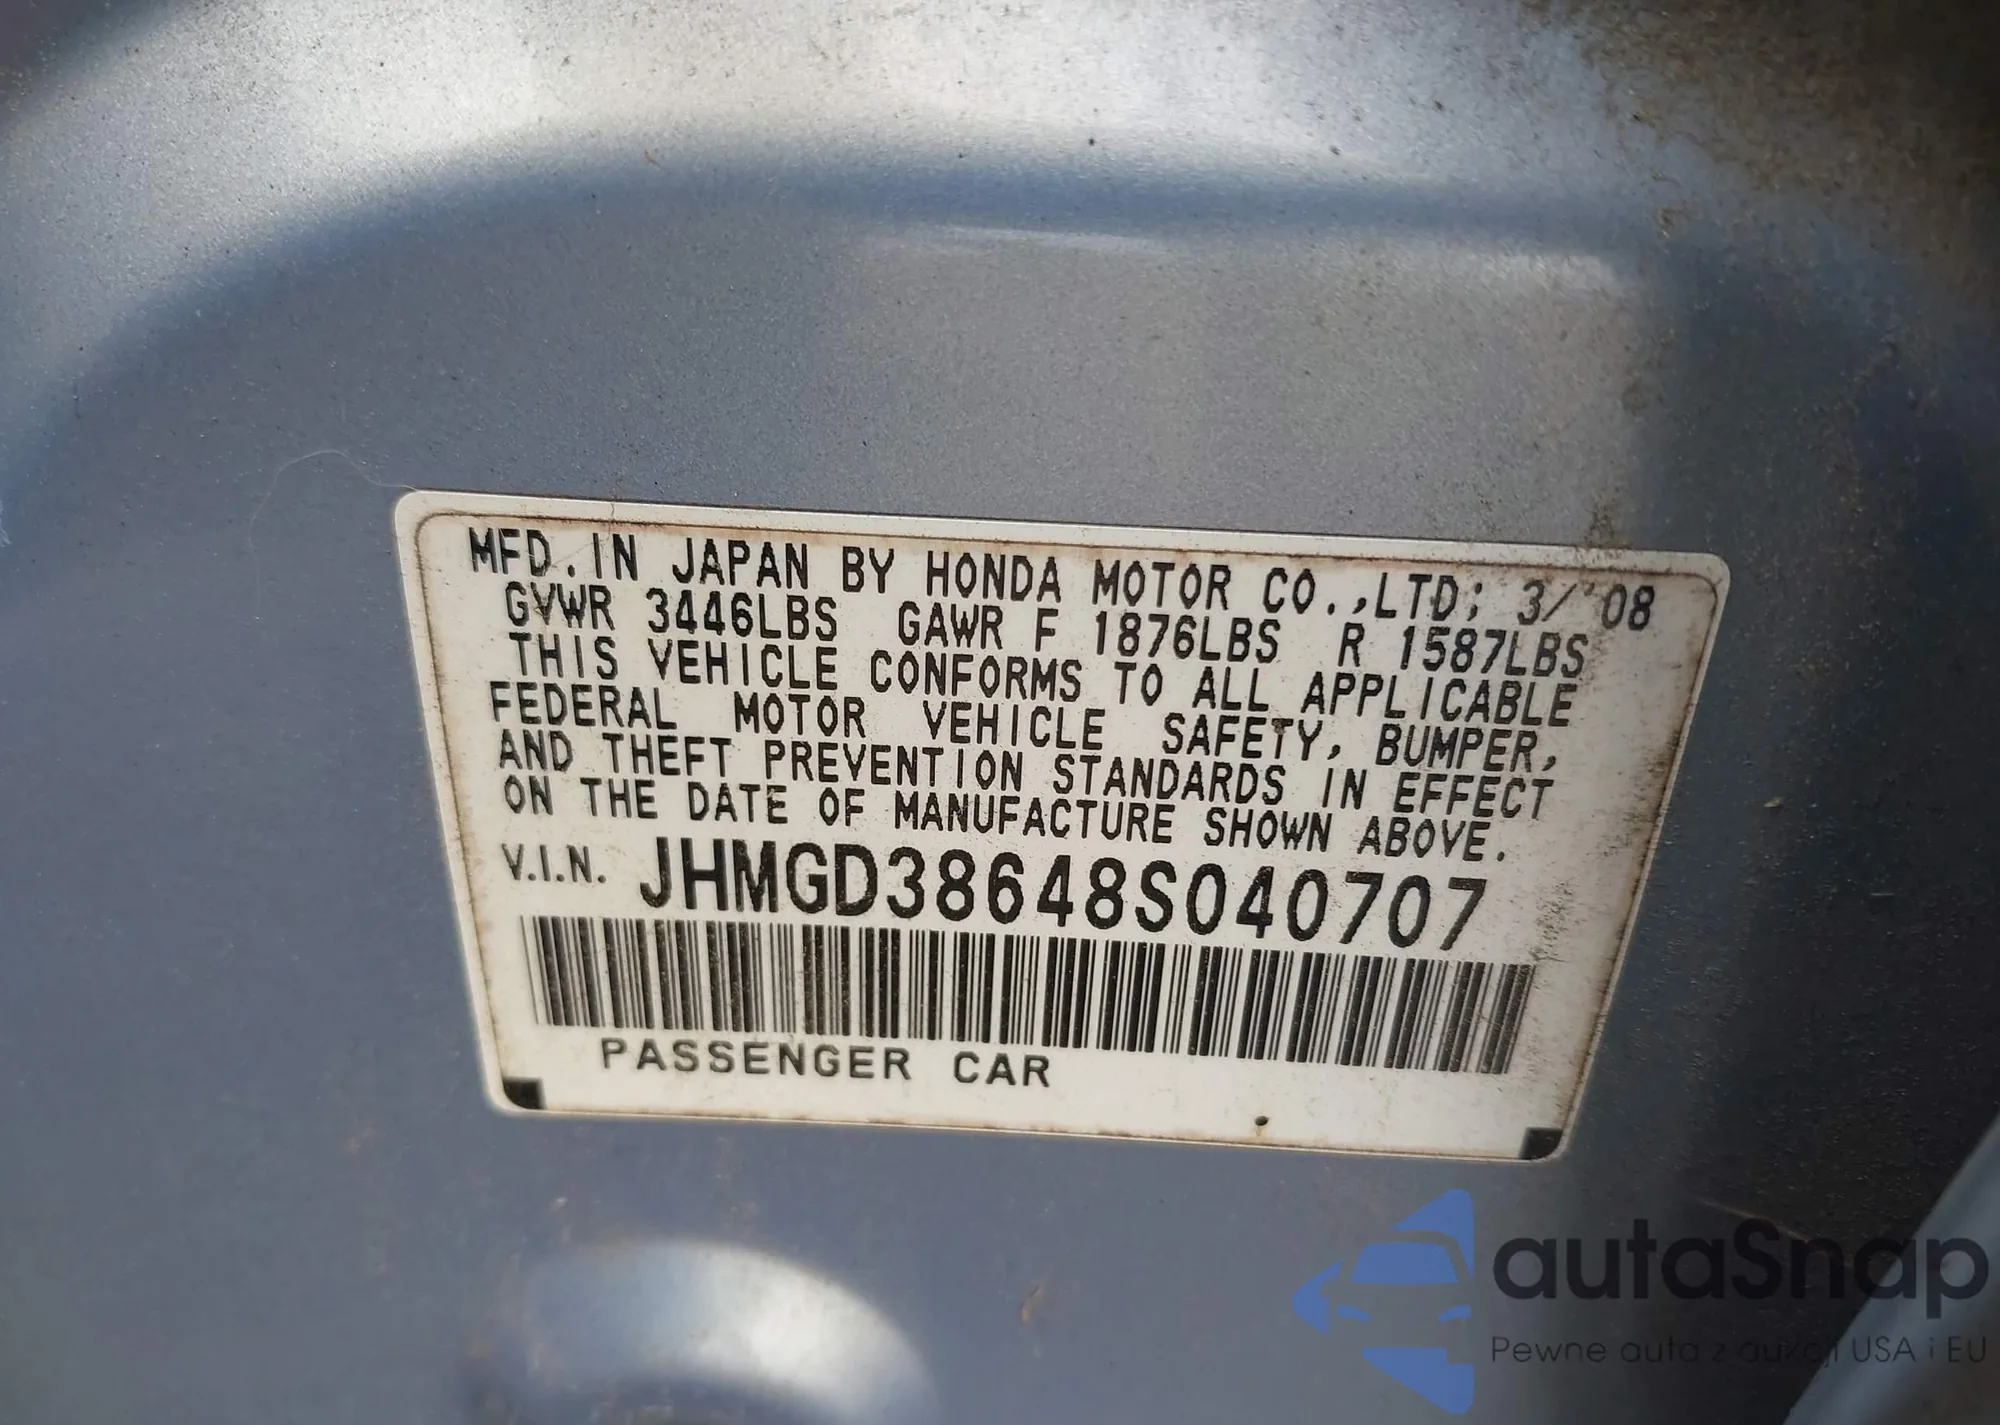 MFD. IN JAPAN BY HONDA MOTOR CO.,LTD; 3/'08
GVWR 3446LBS GAWR F 1876LBS R 1587LBS
THIS VEHICLE CONFORMS TO ALL APPLICABLE
FEDERAL MOTOR VEHICLE SAFETY, BUMPER,
AND THEFT PREVENTION STANDARDS IN EFFECT
ON THE DATE OF MANUFACTURE SHOWN ABOVE.
V.I.N. JHMGD38648S040707
PASSENGER CAR
autaSnap
Pewne auta z aukcji USA i EU